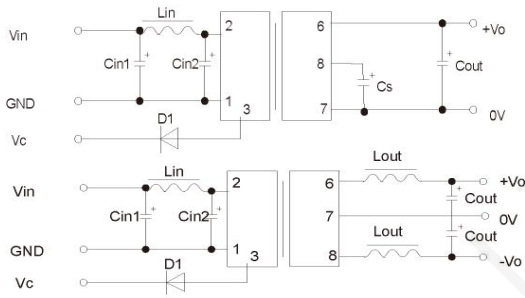 Lin
Vin 2 6 +Vo
Cin1 + Cin2 + 8 + Cout
+ Cs
GND 1 7 0V
3
Vc D1
Lin Lout
Vin 2 6 +Vo
+ Cout
Cin1 + Cin2 + 7 0V
+ Cout
GND 1 Lout
3 8 -Vo
Vc D1